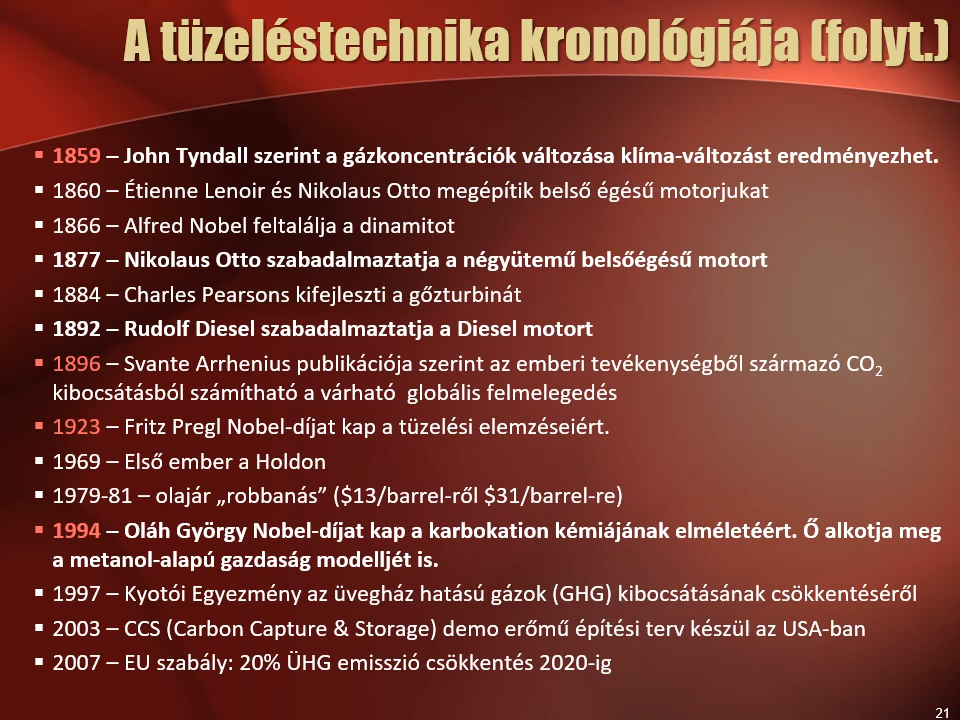 A tüzeléstechnika kronológiája (folyt.)
▪ 1859 – John Tyndall szerint a gázkoncentrációk változása klíma-változást eredményezhet.
▪ 1860 – Étienne Lenoir és Nikolaus Otto megépítik belső égésű motorjukat
▪ 1866 – Alfred Nobel feltalálja a dinamitot
▪ 1877 – Nikolaus Otto szabadalmaztatja a négyütemű belsőégésű motort
▪ 1884 – Charles Pearsons kifejleszti a gőzturbinát
▪ 1892 – Rudolf Diesel szabadalmaztatja a Diesel motort
▪ 1896 – Svante Arrhenius publikációja szerint az emberi tevékenységből származó CO₂
kibocsátásból számítható a várható globális felmelegedés
▪ 1923 – Fritz Pregl Nobel-díjat kap a tüzelési elemzéseiért.
▪ 1969 – Első ember a Holdon
▪ 1979-81 – olajár „robbanás” ($13/barrel-ről $31/barrel-re)
▪ 1994 – Oláh György Nobel-díjat kap a karbokation kémiájának elméletéért. Ő alkotja meg
a metanol-alapú gazdaság modelljét is.
▪ 1997 – Kyotói Egyezmény az üvegház hatású gázok (GHG) kibocsátásának csökkentéséről
▪ 2003 – CCS (Carbon Capture & Storage) demo erőmű építési terv készül az USA-ban
▪ 2007 – EU szabály: 20% ÜHG emisszió csökkentés 2020-ig
21